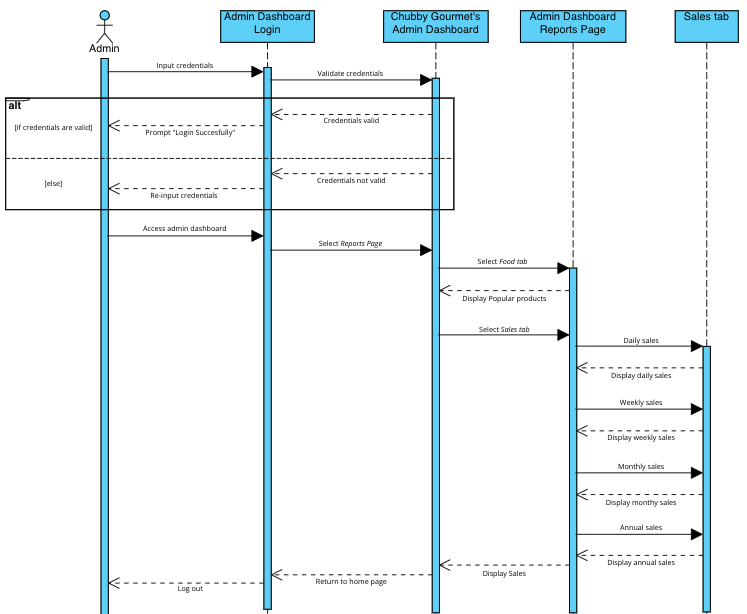 Admin
Admin Dashboard
Login
Chubby Gourmet's
Admin Dashboard
Admin Dashboard
Reports Page
Sales tab
Input credentials
Validate credentials
alt
[if credentials are valid]
Credentials valid
Prompt "Login Succesfully"
[else]
Credentials not valid
Re-input credentials
Access admin dashboard
Select Reports Page
Select Food tab
Display Popular products
Select Sales tab
Daily sales
Display daily sales
Weekly sales
Display weekly sales
Monthly sales
Display monthy sales
Annual sales
Display annual sales
Display Sales
Return to home page
Log out